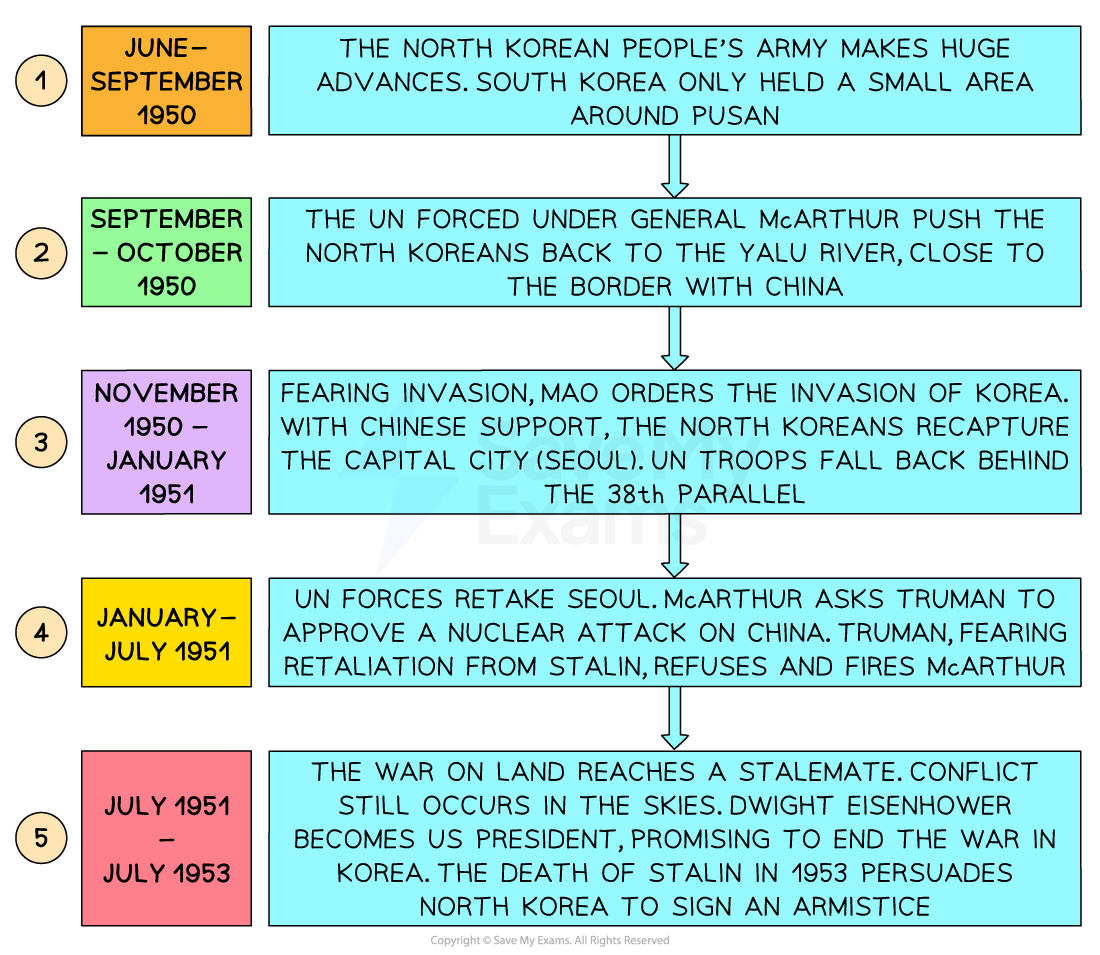 1
JUNE–
SEPTEMBER
1950
THE NORTH KOREAN PEOPLE'S ARMY MAKES HUGE
ADVANCES. SOUTH KOREA ONLY HELD A SMALL AREA
AROUND PUSAN
2
SEPTEMBER
– OCTOBER
1950
THE UN FORCED UNDER GENERAL McARTHUR PUSH THE
NORTH KOREANS BACK TO THE YALU RIVER, CLOSE TO
THE BORDER WITH CHINA
3
NOVEMBER
1950 –
JANUARY
1951
FEARING INVASION, MAO ORDERS THE INVASION OF KOREA.
WITH CHINESE SUPPORT, THE NORTH KOREANS RECAPTURE
THE CAPITAL CITY (SEOUL). UN TROOPS FALL BACK BEHIND
THE 38th PARALLEL
Save My
Exams
4
JANUARY–
JULY 1951
UN FORCES RETAKE SEOUL. McARTHUR ASKS TRUMAN TO
APPROVE A NUCLEAR ATTACK ON CHINA. TRUMAN, FEARING
RETALIATION FROM STALIN, REFUSES AND FIRES McARTHUR
5
JULY 1951
–
JULY 1953
THE WAR ON LAND REACHES A STALEMATE. CONFLICT
STILL OCCURS IN THE SKIES. DWIGHT EISENHOWER
BECOMES US PRESIDENT, PROMISING TO END THE WAR IN
KOREA. THE DEATH OF STALIN IN 1953 PERSUADES
NORTH KOREA TO SIGN AN ARMISTICE
Copyright © Save My Exams. All Rights Reserved